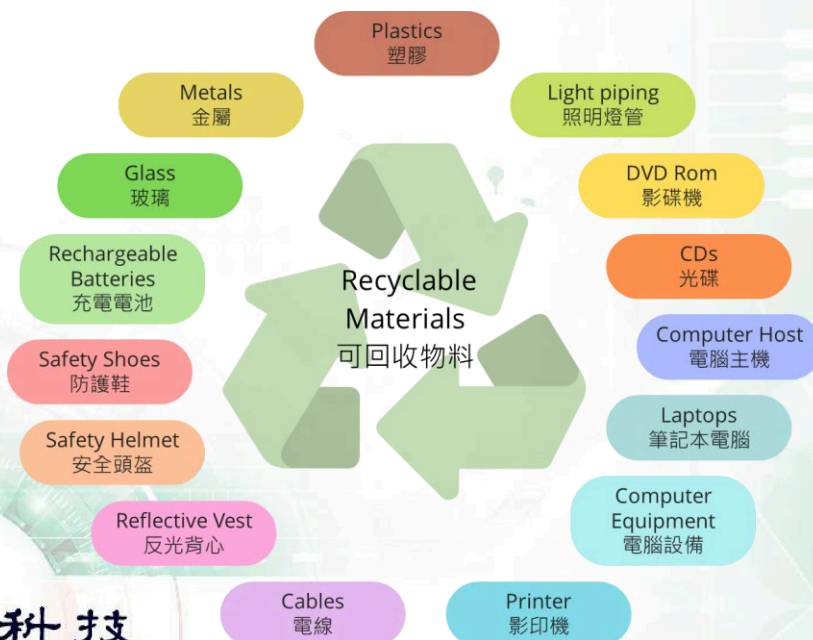 Plastics
塑膠
Metals
金屬
Light piping
照明燈管
Glass
玻璃
DVD Rom
影碟機
Rechargeable
Batteries
充電電池
CDs
光碟
Recyclable
Materials
可回收物料
Computer Host
電腦主機
Safety Shoes
防護鞋
Laptops
筆記本電腦
Safety Helmet
安全頭盔
Computer
Equipment
電腦設備
Reflective Vest
反光背心
Cables
電線
Printer
影印機
科技